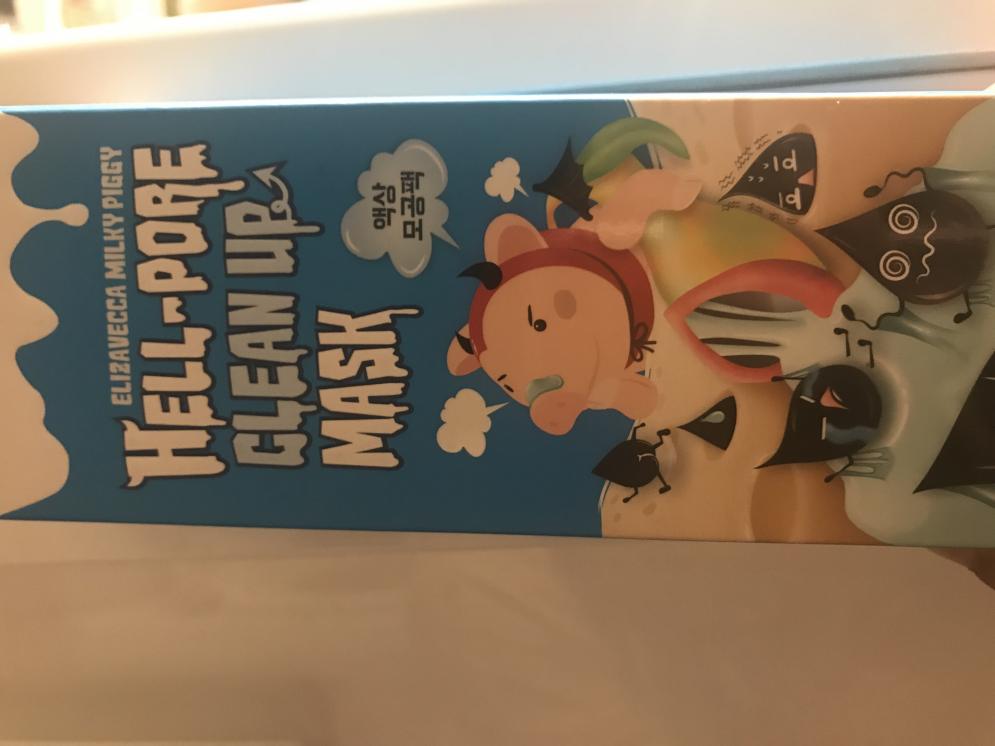 ELIZAVECCA MILKY PIGGY
HELL-PORE
CLEAN UP
MASK
액상
모공팩